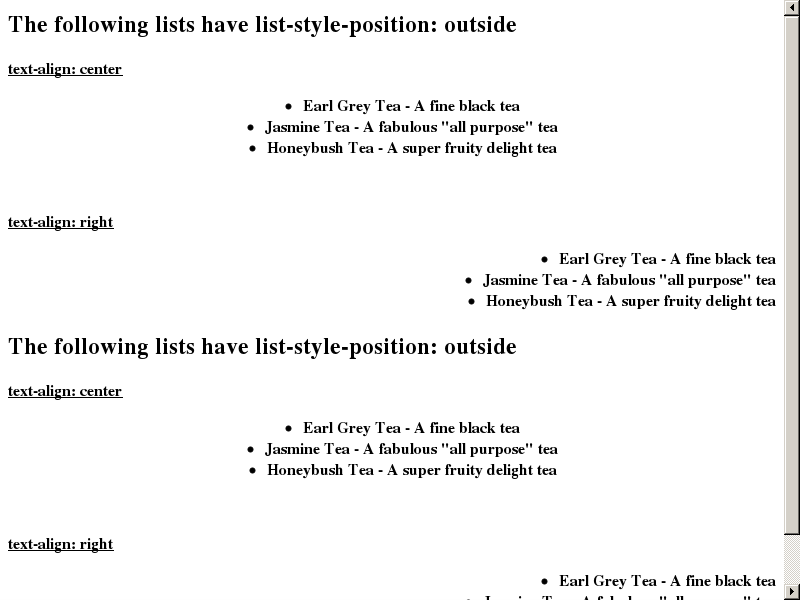 The following lists have list-style-position: outside
text-align: center
• Earl Grey Tea - A fine black tea
• Jasmine Tea - A fabulous "all purpose" tea
• Honeybush Tea - A super fruity delight tea
text-align: right
• Earl Grey Tea - A fine black tea
• Jasmine Tea - A fabulous "all purpose" tea
• Honeybush Tea - A super fruity delight tea
The following lists have list-style-position: outside
text-align: center
• Earl Grey Tea - A fine black tea
• Jasmine Tea - A fabulous "all purpose" tea
• Honeybush Tea - A super fruity delight tea
text-align: right
• Earl Grey Tea - A fine black tea